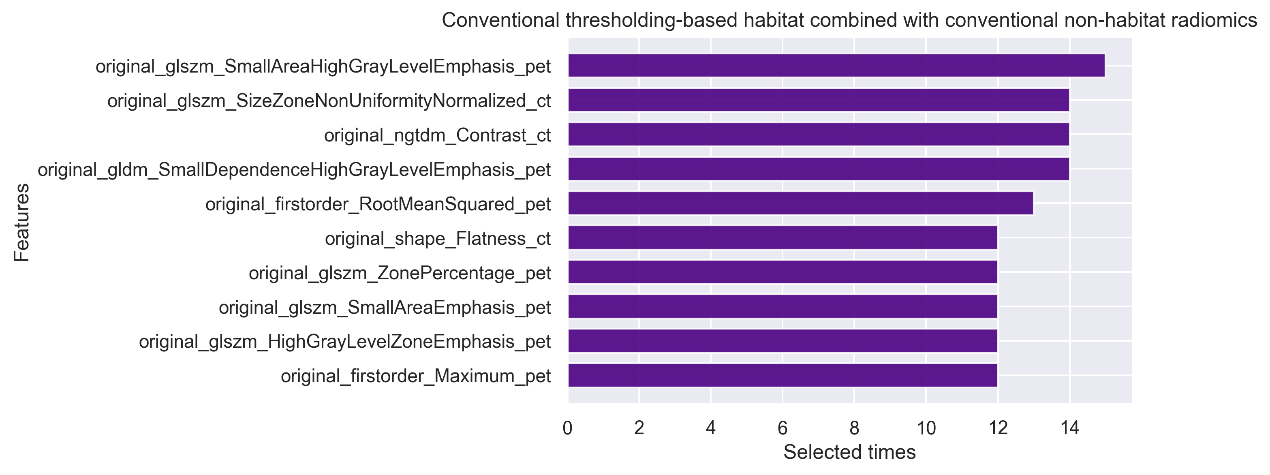 Conventional thresholding-based habitat combined with conventional non-habitat radiomics
original_glszm_SmallAreaHighGrayLevelEmphasis_pet
original_glszm_SizeZoneNonUniformityNormalized_ct
original_ngtdm_Contrast_ct
original_gldm_SmallDependenceHighGrayLevelEmphasis_pet
original_firstorder_RootMeanSquared_pet
original_shape_Flatness_ct
original_glszm_ZonePercentage_pet
original_glszm_SmallAreaEmphasis_pet
original_glszm_HighGrayLevelZoneEmphasis_pet
original_firstorder_Maximum_pet
Features
0 2 4 6 8 10 12 14
Selected times